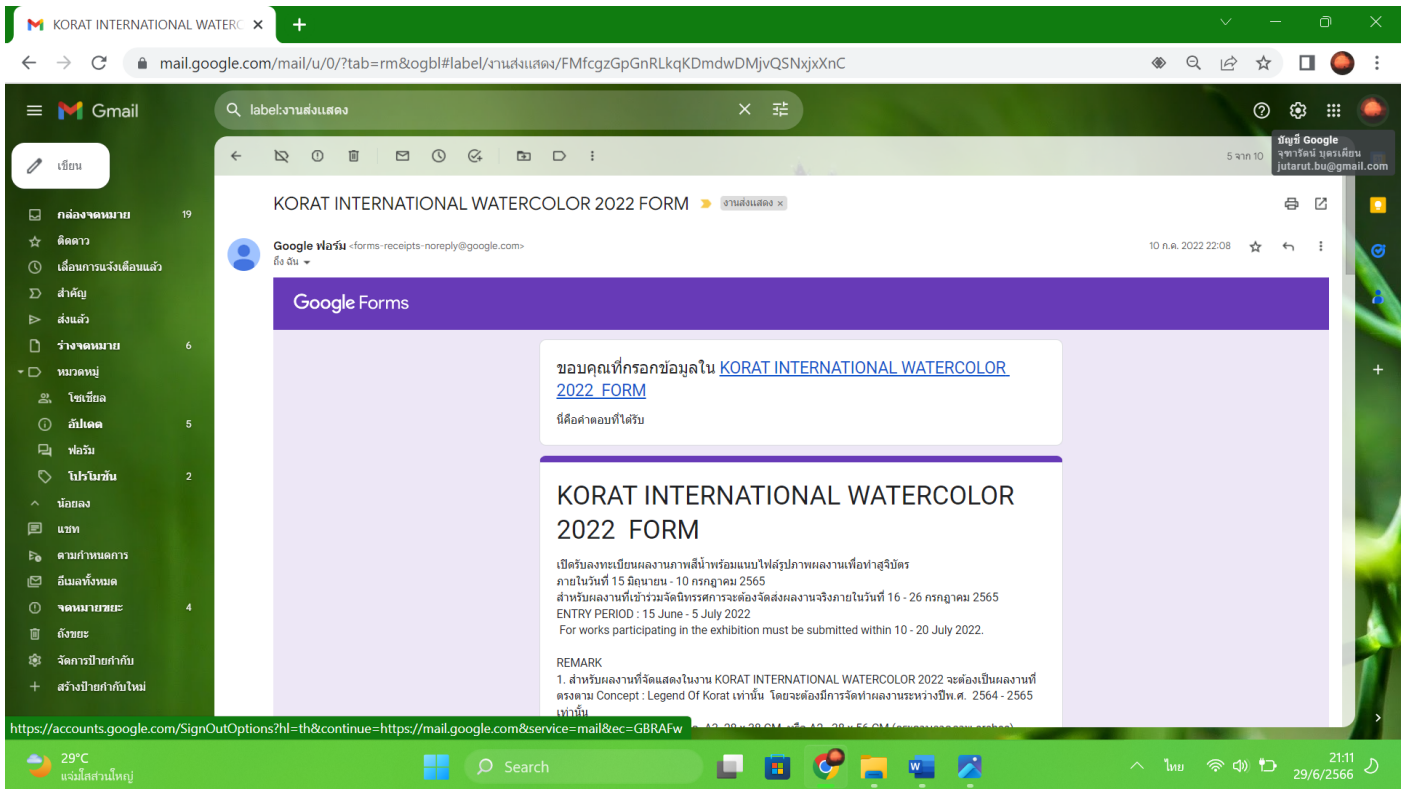 KORAT INTERNATIONAL WATERC
mail.google.com/mail/u/0/?tab=rm&ogbl#label/งานส่งแสดง/FMfcgzGpGnRLkqKDmdwDMjvQSNxjxXnC
Gmail
label:งานส่งแสดง
บัญชี Google
จุฑารัตน์ บุตรเผียน
jutarut.bu@gmail.com
เขียน
5 จาก 10
กล่องจดหมาย 19
ติดดาว
เลื่อนการแจ้งเตือนแล้ว
สำคัญ
ส่งแล้ว
ร่างจดหมาย 6
หมวดหมู่
โซเชียล
อัปเดต 5
ฟอรัม
โปรโมชัน 2
น้อยลง
แชท
ตามกำหนดการ
อีเมลทั้งหมด
จดหมายขยะ 4
ถังขยะ
จัดการป้ายกำกับ
สร้างป้ายกำกับใหม่
KORAT INTERNATIONAL WATERCOLOR 2022 FORM งานส่งแสดง ×
Google ฟอร์ม <forms-receipts-noreply@google.com>
10 ก.ค. 2022 22:08
ถึง ฉัน
Google Forms
ขอบคุณที่กรอกข้อมูลใน KORAT INTERNATIONAL WATERCOLOR
2022 FORM
นี่คือคำตอบที่ได้รับ
KORAT INTERNATIONAL WATERCOLOR
2022 FORM
เปิดรับลงทะเบียนผลงานภาพสีน้ำพร้อมแนบไฟล์รูปภาพผลงานเพื่อทำสูจิบัตร
ภายในวันที่ 15 มิถุนายน - 10 กรกฎาคม 2565
สำหรับผลงานที่เข้าร่วมจัดนิทรรศการจะต้องจัดส่งผลงานจริงภายในวันที่ 16 - 26 กรกฎาคม 2565
ENTRY PERIOD : 15 June - 5 July 2022
For works participating in the exhibition must be submitted within 10 - 20 July 2022.
REMARK
1. สำหรับผลงานที่จัดแสดงในงาน KORAT INTERNATIONAL WATERCOLOR 2022 จะต้องเป็นผลงานที่
ตรงตาม Concept : Legend Of Korat เท่านั้น โดยจะต้องมีการจัดทำผลงานระหว่างปีพ.ศ. 2564 - 2565
เท่านั้น
https://accounts.google.com/SignOutOptions?hl=th&continue=https://mail.google.com&service=mail&ec=GBRAFw
29°C
แจ่มใสส่วนใหญ่
Search
ไทย
21:11
29/6/2566